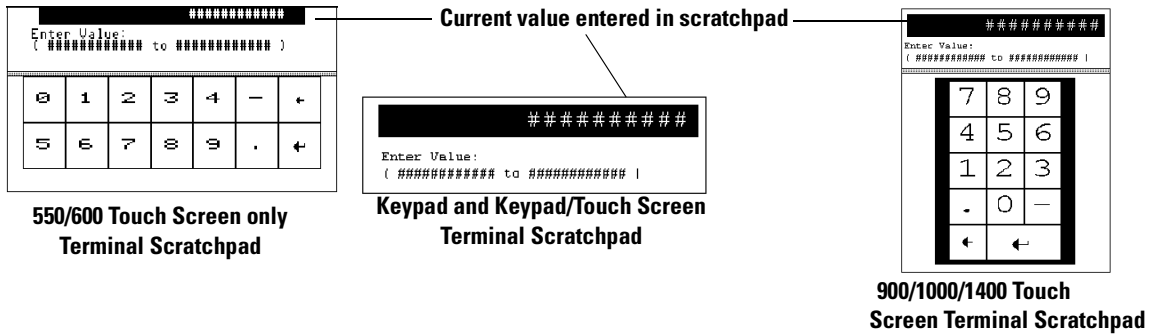 ############
Enter Value:
( ############ to ############ )
0 1 2 3 4 — ←
5 6 7 8 9 . ↵
550/600 Touch Screen only
Terminal Scratchpad
Current value entered in scratchpad
##########
Enter Value:
( ############ to ############ |
Keypad and Keypad/Touch Screen
Terminal Scratchpad
##########
Enter Value:
( ############ to ############ |
7 8 9
4 5 6
1 2 3
. 0 —
← ↵
900/1000/1400 Touch
Screen Terminal Scratchpad